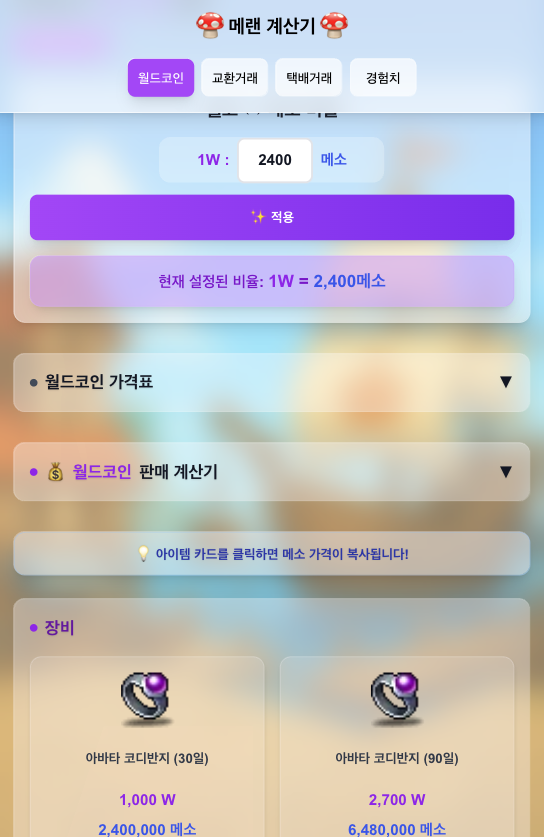 메랜 계산기
월드코인
교환거래
택배거래
경험치
1W :
2400
메소
적용
현재 설정된 비율: 1W = 2,400메소
월드코인 가격표
월드코인 판매 계산기
아이템 카드를 클릭하면 메소 가격이 복사됩니다!
장비
아바타 코디반지 (30일)
1,000 W
2,400,000 메소
아바타 코디반지 (90일)
2,700 W
6,480,000 메소